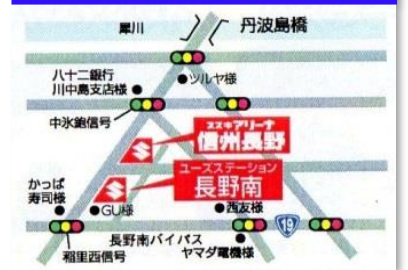 犀川
丹波島橋
八十二銀行
川中島支店様
ツルヤ様
中氷鉋信号
スズキアリーナ
信州長野
ユーズステーション
長野南
かっぱ
寿司様
GU様
西友様
19
長野南バイパス
ヤマダ電機様
稲里西信号